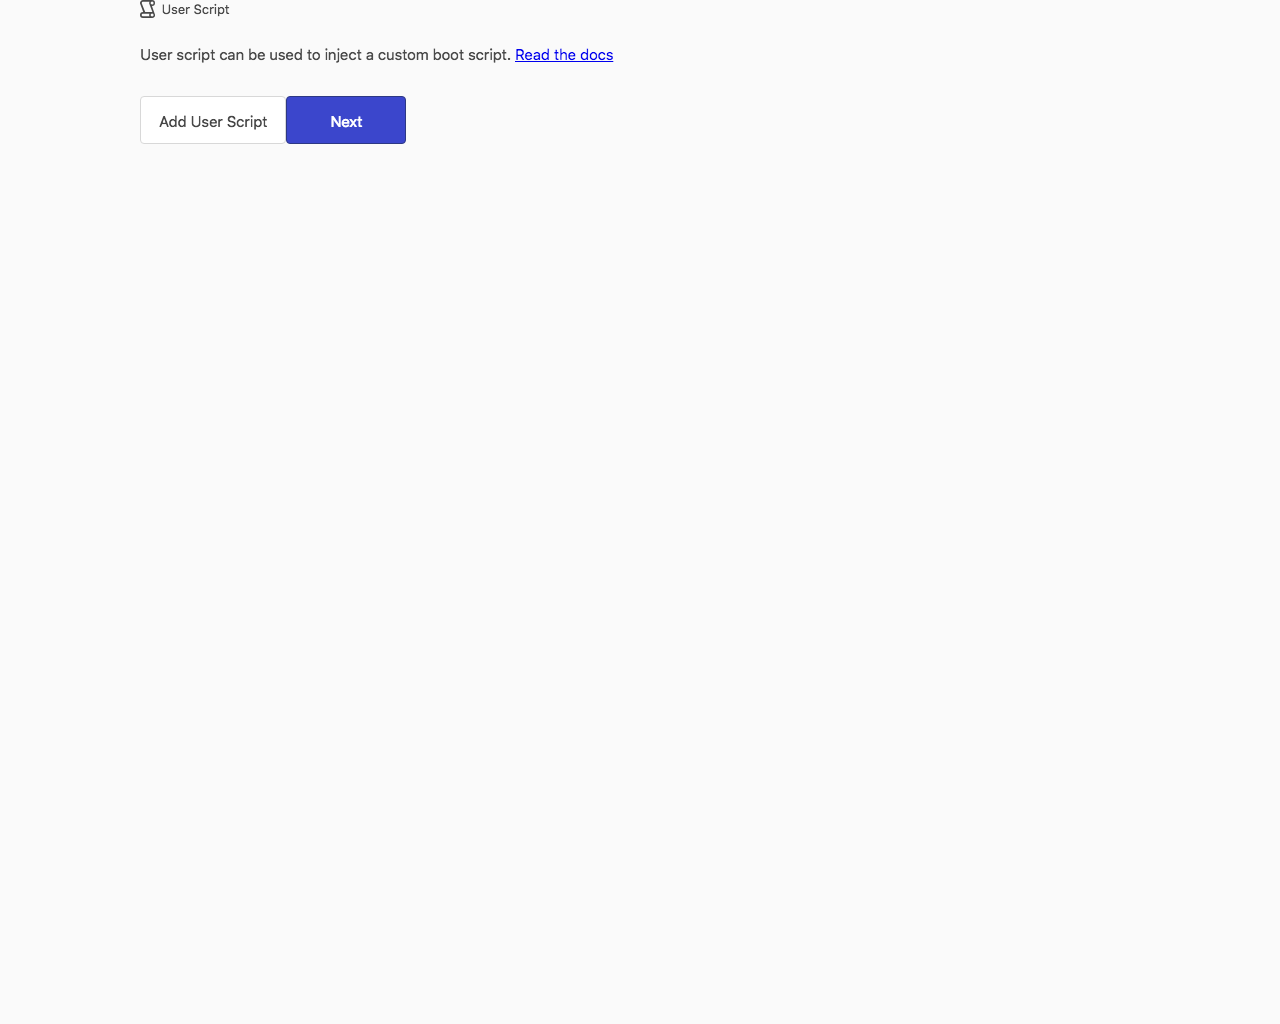 User Script
User script can be used to inject a custom boot script. Read the docs
Add User Script Next